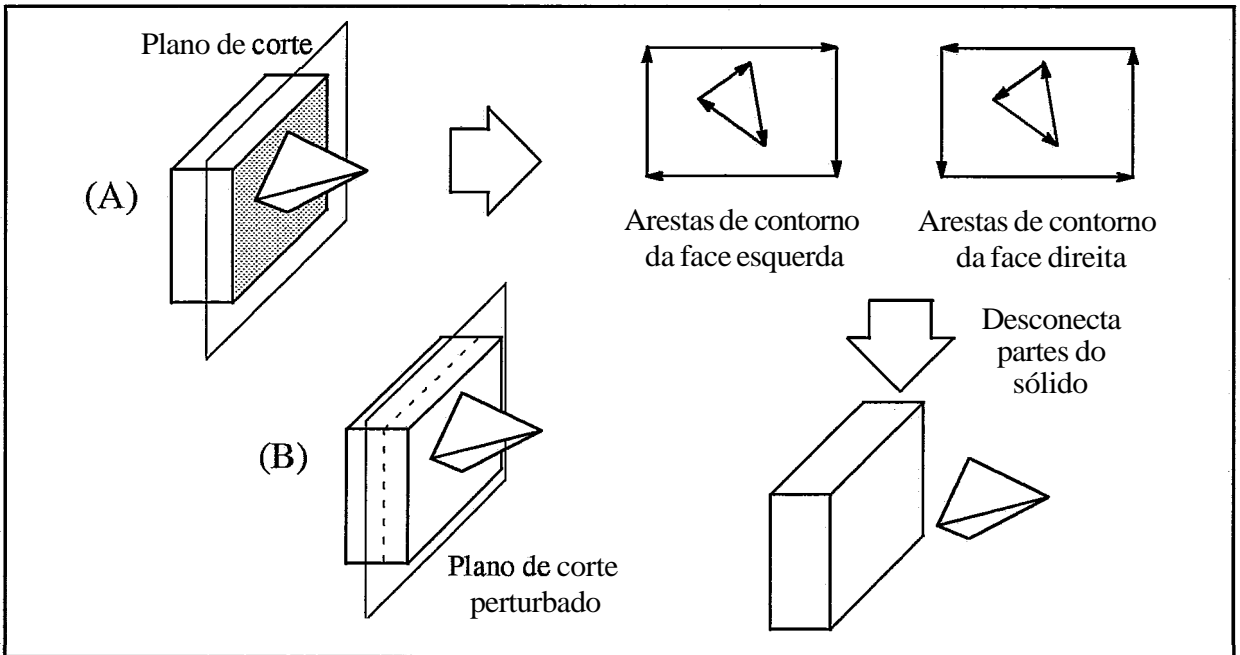 Plano de corte
(A)
Arestas de contorno
da face esquerda
Arestas de contorno
da face direita
Desconecta
partes do
sólido
(B)
Plano de corte
perturbado